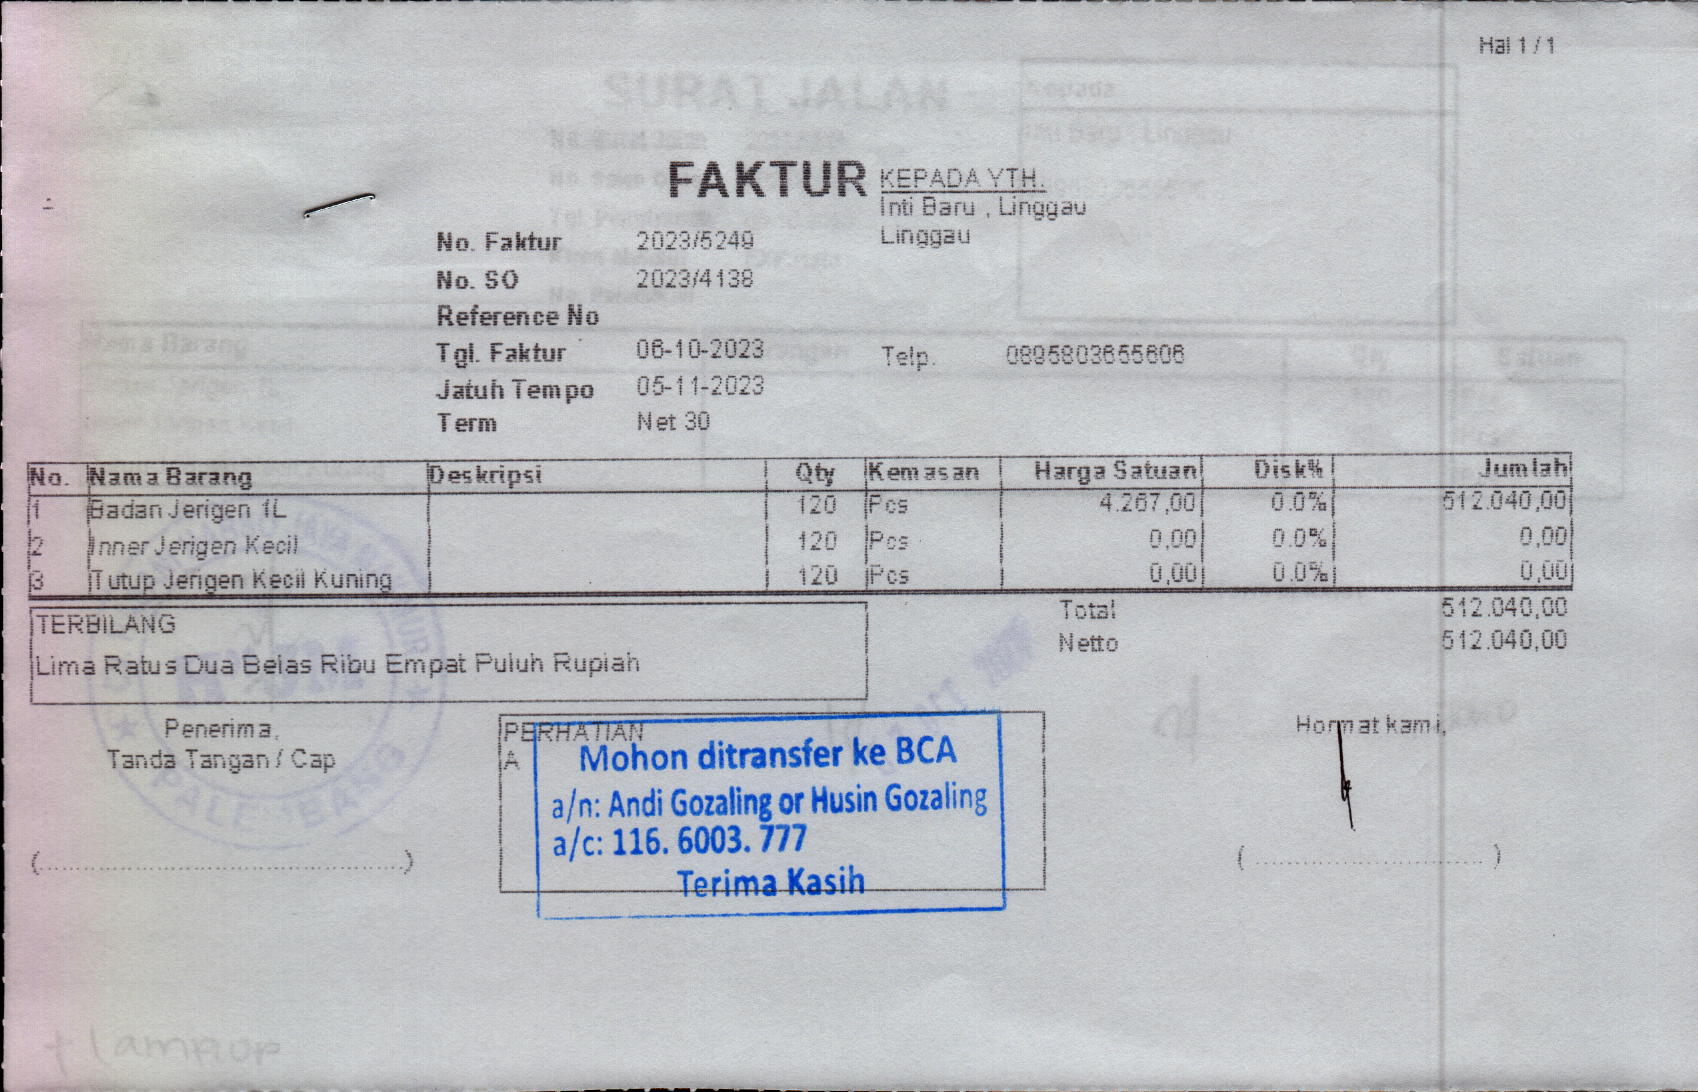 Hal 1 / 1
SURAT JALAN
FAKTUR
KEPADA YTH.
Inti Baru , Linggau
Linggau
No. Faktur 2023/5249
No. SO 2023/4138
Reference No
Tgl. Faktur 06-10-2023
Telp. 0895803655606
Jatuh Tempo 05-11-2023
Term Net 30
No. Nama Barang Deskripsi Qty Kemasan Harga Satuan Disk% Jumlah
1 Badan Jerigen 1L 120 Pcs 4.267,00 0.0% 512.040,00
2 Inner Jerigen Kecil 120 Pcs 0,00 0.0% 0,00
3 Tutup Jerigen Kecil Kuning 120 Pcs 0,00 0.0% 0,00
Total 512.040,00
Netto 512.040,00
TERBILANG
Lima Ratus Dua Belas Ribu Empat Puluh Rupiah
Penerima,
Tanda Tangan / Cap
PERHATIAN
A
Mohon ditransfer ke BCA
a/n: Andi Gozaling or Husin Gozaling
a/c: 116. 6003. 777
Terima Kasih
Hormat kami,
PALEMBANG